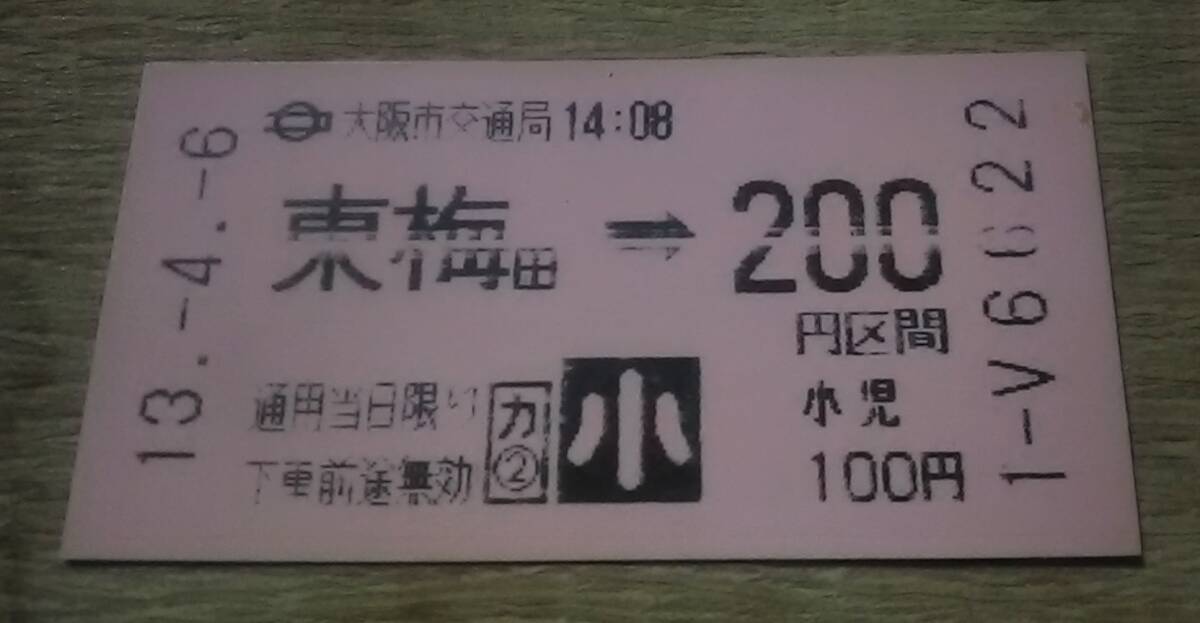 大阪市交通局 14:08
東梅田 → 200
円区間
通用当日限り
下車前途無効
カ②
小
小児
100円
13.-4.-6
1-V6622